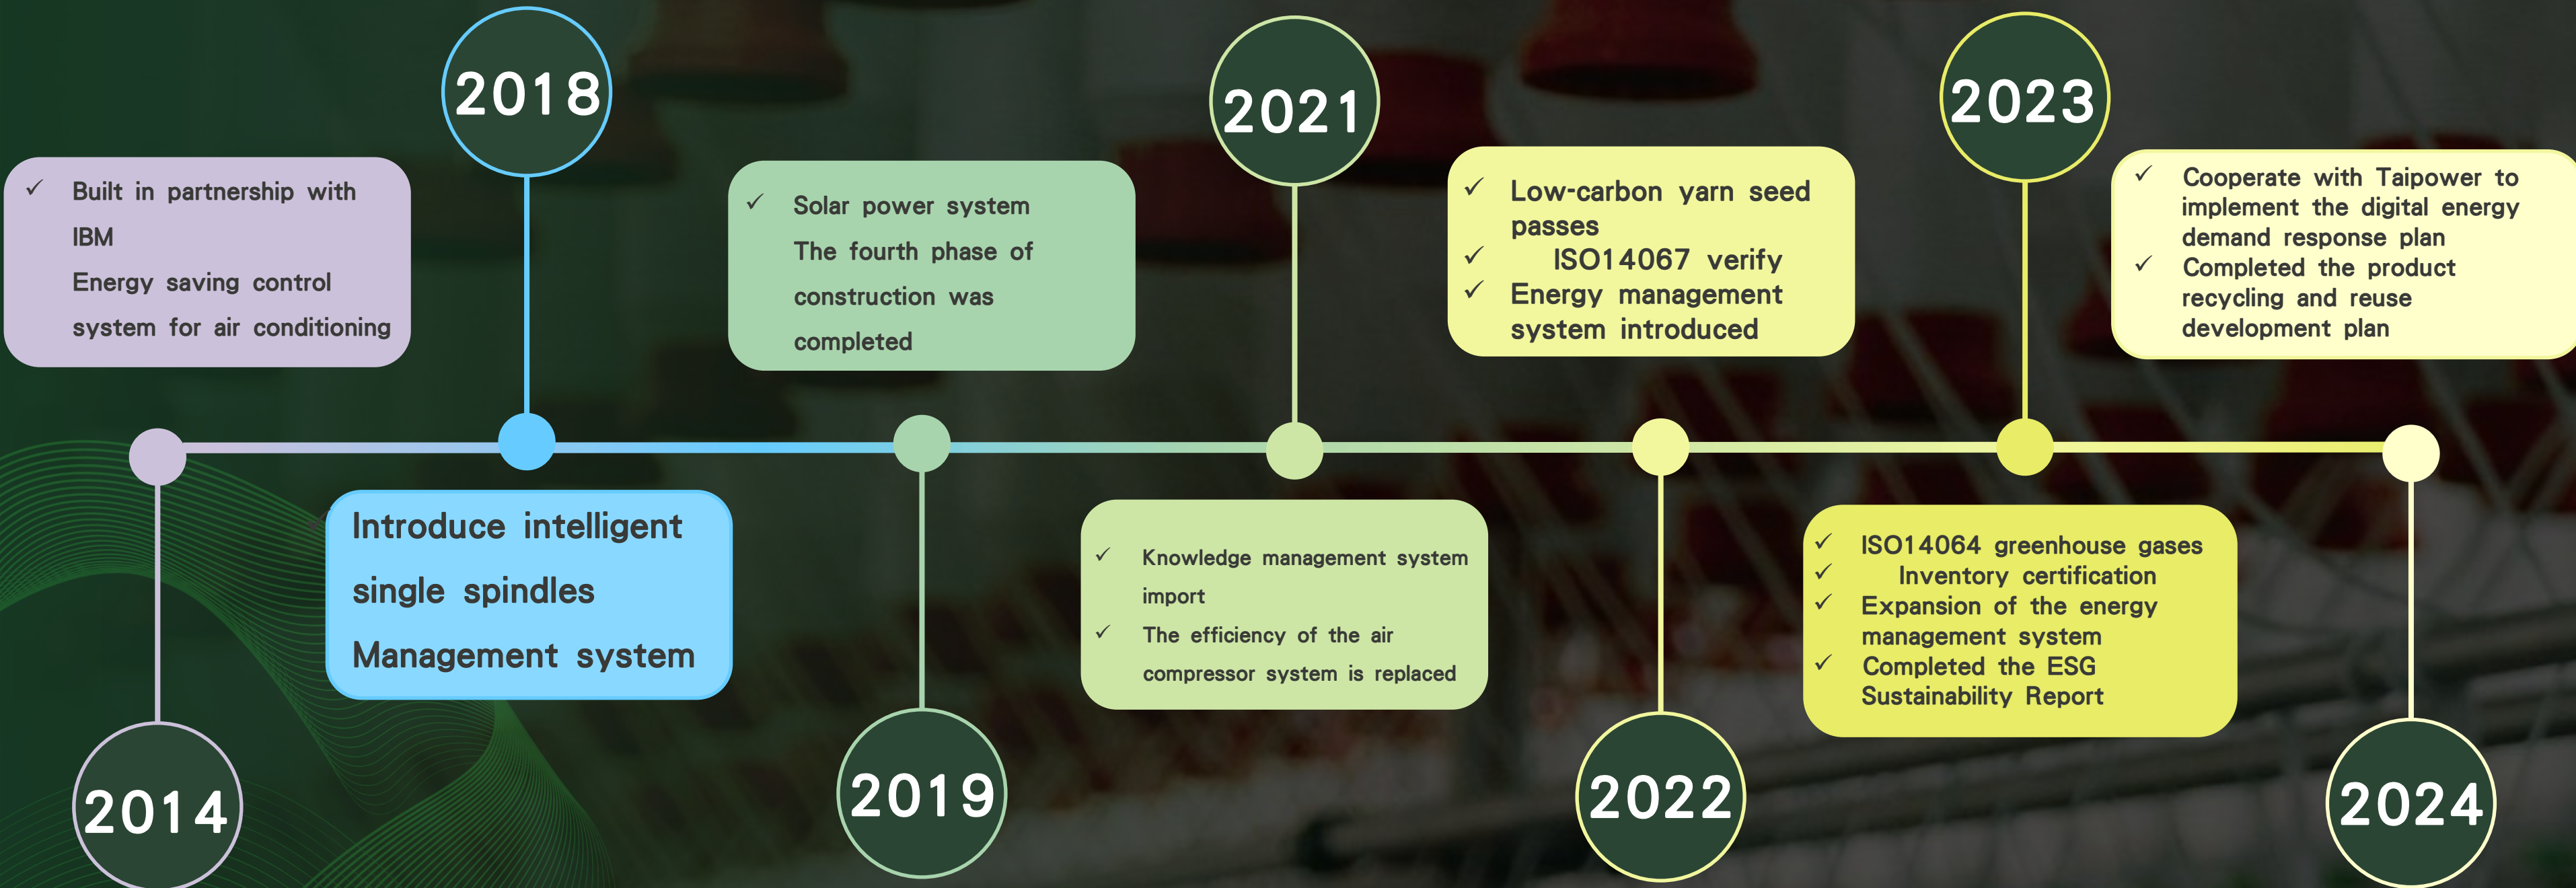 2014
✓ Built in partnership with
IBM
Energy saving control
system for air conditioning
2018
✓ Introduce intelligent
single spindles
Management system
2019
✓ Solar power system
The fourth phase of
construction was
completed
2021
✓ Knowledge management system
import
✓ The efficiency of the air
compressor system is replaced
2022
✓ Low-carbon yarn seed
passes
✓ ISO14067 verify
✓ Energy management
system introduced
2023
✓ ISO14064 greenhouse gases
✓ Inventory certification
✓ Expansion of the energy
management system
✓ Completed the ESG
Sustainability Report
2024
✓ Cooperate with Taipower to
implement the digital energy
demand response plan
✓ Completed the product
recycling and reuse
development plan